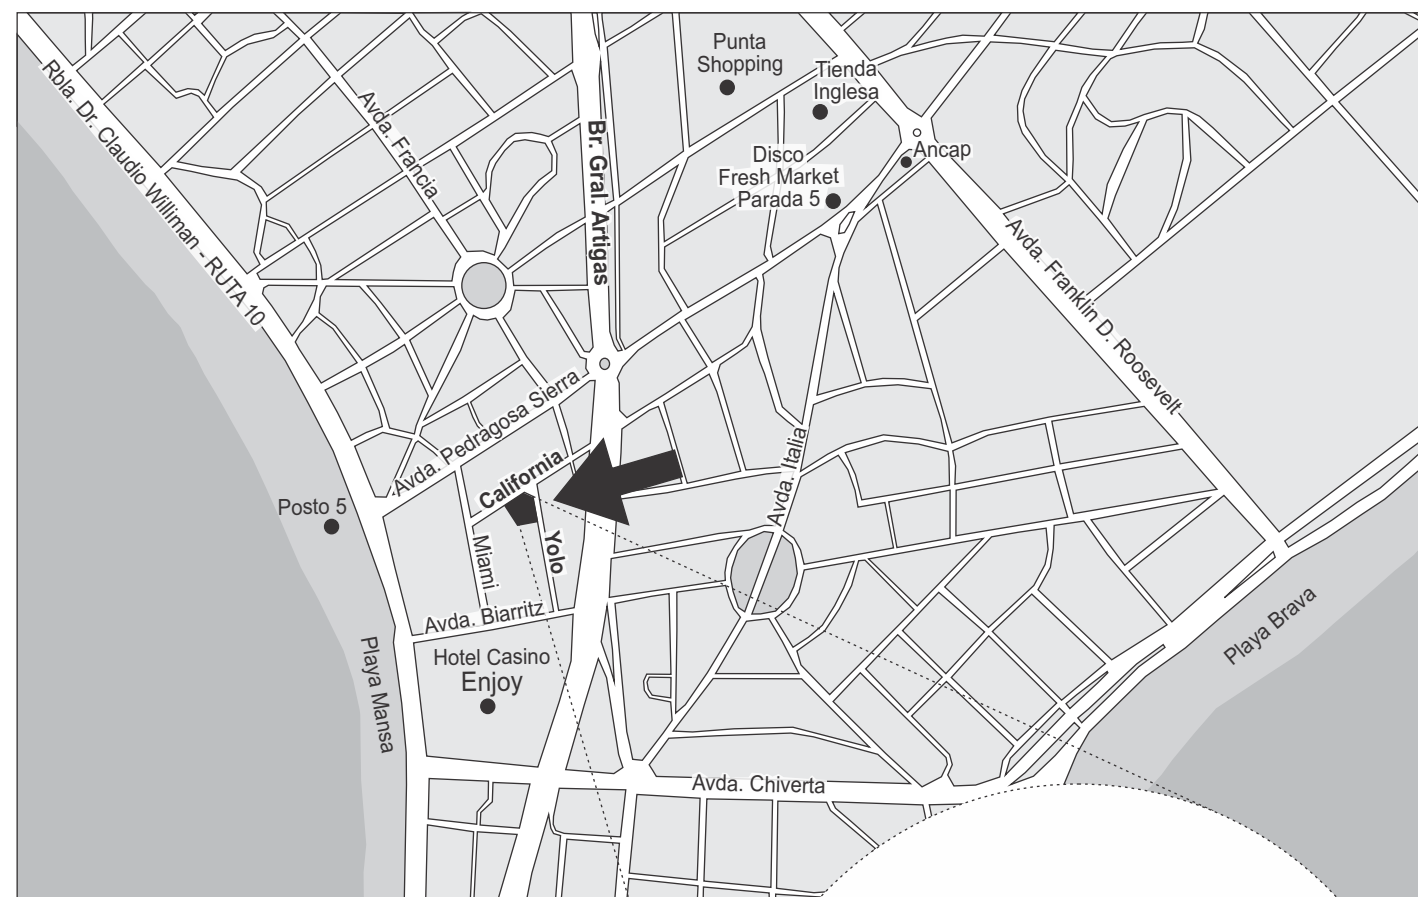 Punta
Shopping
Tienda
Inglesa
Rbla. Dr. Claudio Williman - RUTA 10
Avda. Francia
Br. Gral. Artigas
Disco
Fresh Market
Parada 5
Ancap
Avda. Franklin D. Roosevelt
Avda. Pedragosa Sierra
California
Avda. Italia
Posto 5
Miami
Yolo
Avda. Biarritz
Playa Brava
Playa Mansa
Hotel Casino
Enjoy
Avda. Chiverta